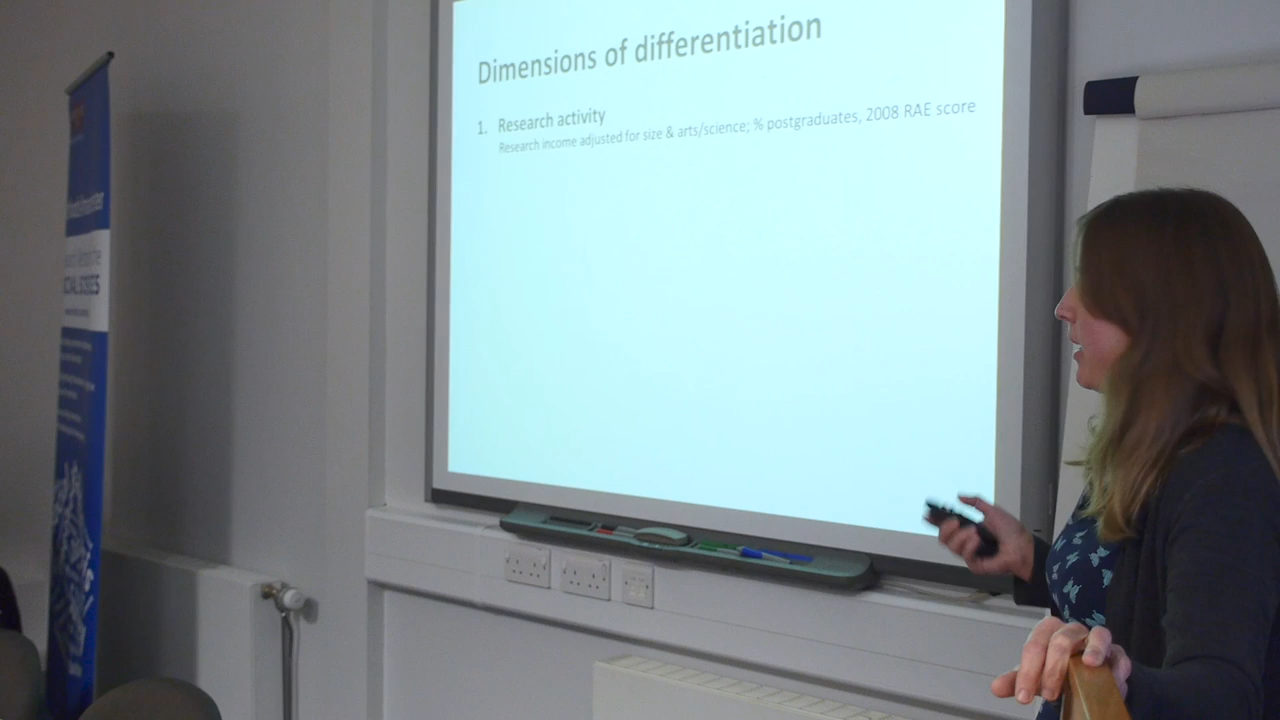 Dimensions of differentiation
1. Research activity
Research income adjusted for size & arts/science; % postgraduates, 2008 RAE score